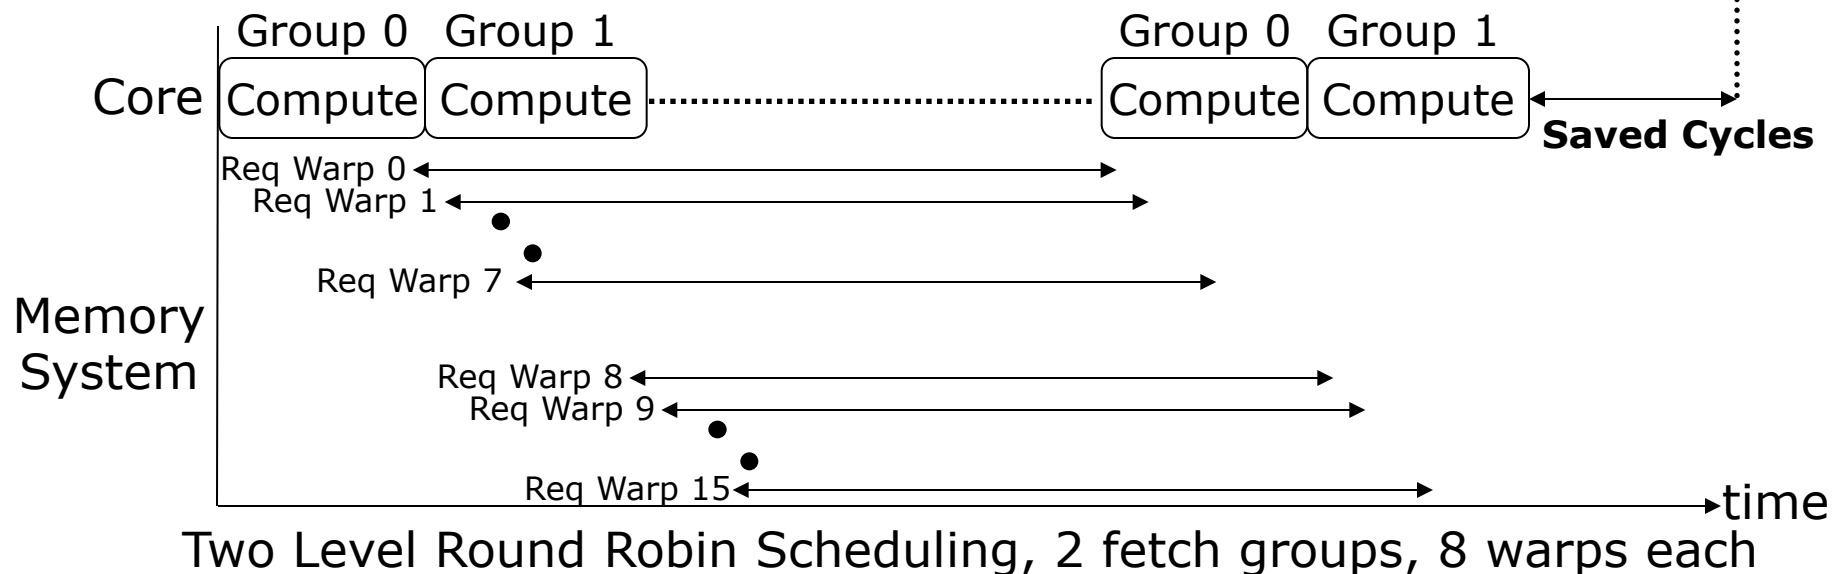 Group 0 Group 1 Group 0 Group 1
Core Compute Compute Compute Compute
Saved Cycles
Req Warp 0
Req Warp 1
Req Warp 7
Memory
System
Req Warp 8
Req Warp 9
Req Warp 15
time
Two Level Round Robin Scheduling, 2 fetch groups, 8 warps each